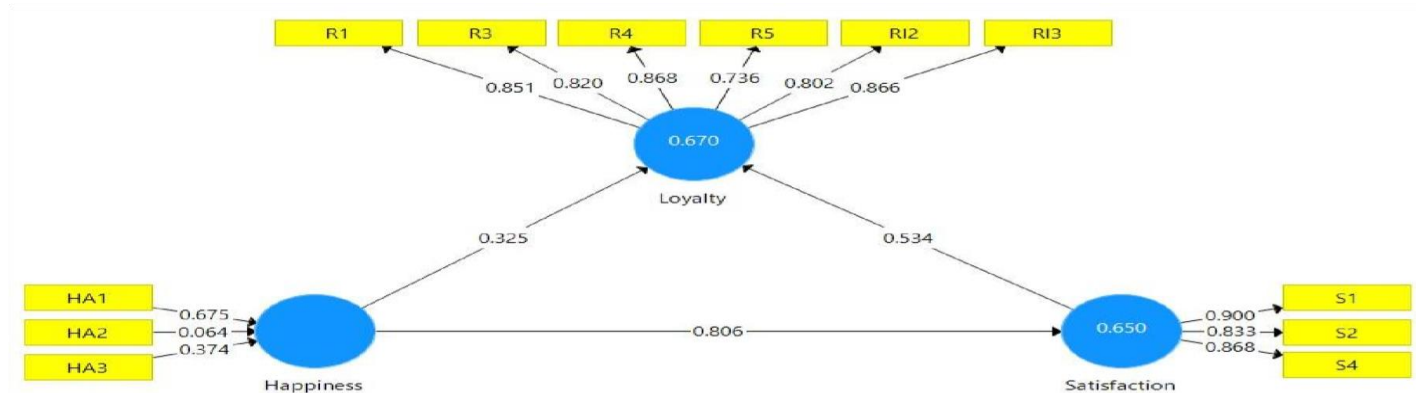 R1 R3 R4 R5 RI2 RI3
0.851 0.820 0.868 0.736 0.802 0.866
0.670
Loyalty
0.325 0.534
HA1 S1
0.675 0.900
HA2 0.064 0.806 0.650 0.833 S2
0.374 0.868
HA3 S4
Happiness Satisfaction